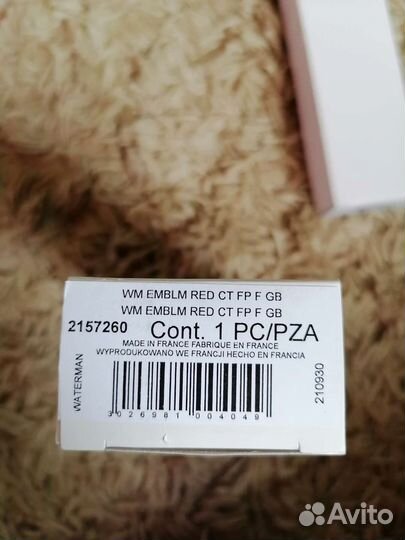 WM EMBLM RED CT FP F GB
WM EMBLM RED CT FP F GB
2157260 Cont. 1 PC/PZA
MADE IN FRANCE FABRIQUE EN FRANCE
WYPRODUKOWANO WE FRANCJI HECHO EN FRANCIA
WATERMAN
210930
3026981004049
Avito